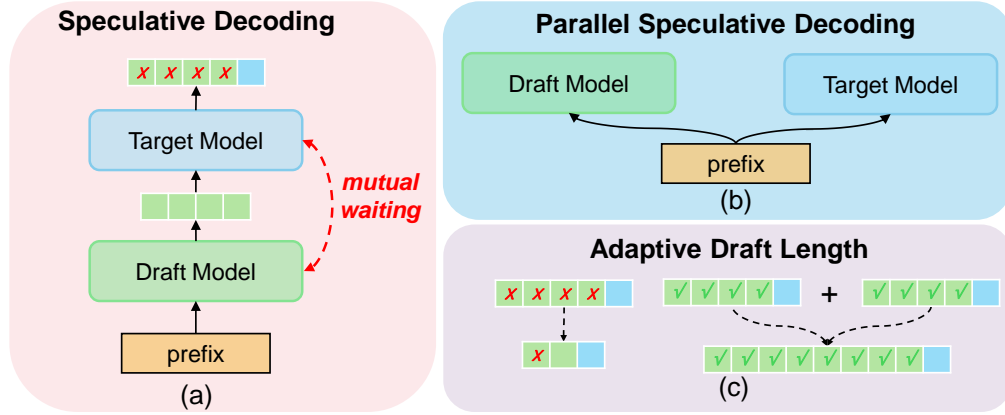 Speculative Decoding
X X X X
Target Model
mutual
waiting
Draft Model
prefix
(a)
Parallel Speculative Decoding
Draft Model
Target Model
prefix
(b)
Adaptive Draft Length
X X X X
√ √ √ √
+
√ √ √ √
X
√ √ √ √ √ √ √ √
(c)